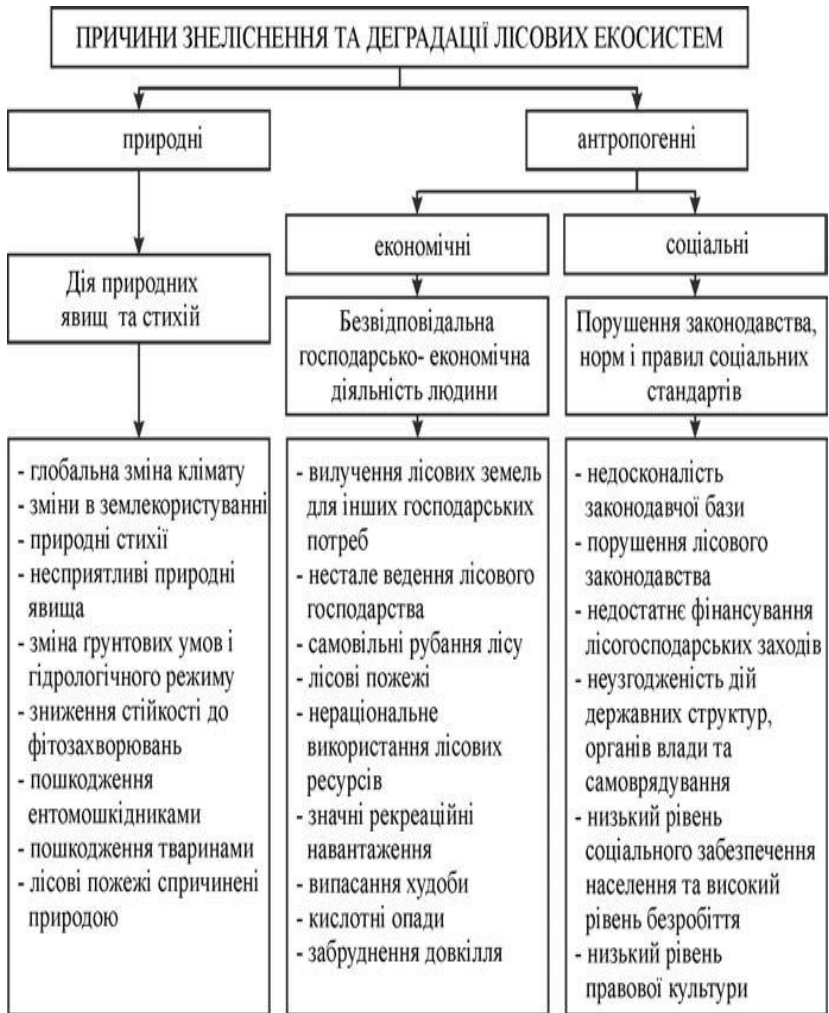 ПРИЧИНИ ЗНЕЛІСНЕННЯ ТА ДЕГРАДАЦІЇ ЛІСОВИХ ЕКОСИСТЕМ
природні
антропогенні
економічні
соціальні
Дія природних
явищ та стихій
Безвідповідальна
господарсько- економічна
діяльність людини
Порушення законодавства,
норм і правил соціальних
стандартів
- глобальна зміна клімату
- зміни в землекористуванні
- природні стихії
- несприятливі природні
явища
- зміна ґрунтових умов і
гідрологічного режиму
- зниження стійкості до
фітозахворювань
- пошкодження
ентомошкідниками
- пошкодження тваринами
- лісові пожежі спричинені
природою
- вилучення лісових земель
для інших господарських
потреб
- нестале ведення лісового
господарства
- самовільні рубання лісу
- лісові пожежі
- нераціональне
використання лісових
ресурсів
- значні рекреаційні
навантаження
- випасання худоби
- кислотні опади
- забруднення довкілля
- недосконалість
законодавчої бази
- порушення лісового
законодавства
- недостатнє фінансування
лісогосподарських заходів
- неузгодженість дій
державних структур,
органів влади та
самоврядування
- низький рівень
соціального забезпечення
населення та високий
рівень безробіття
- низький рівень
правової культури